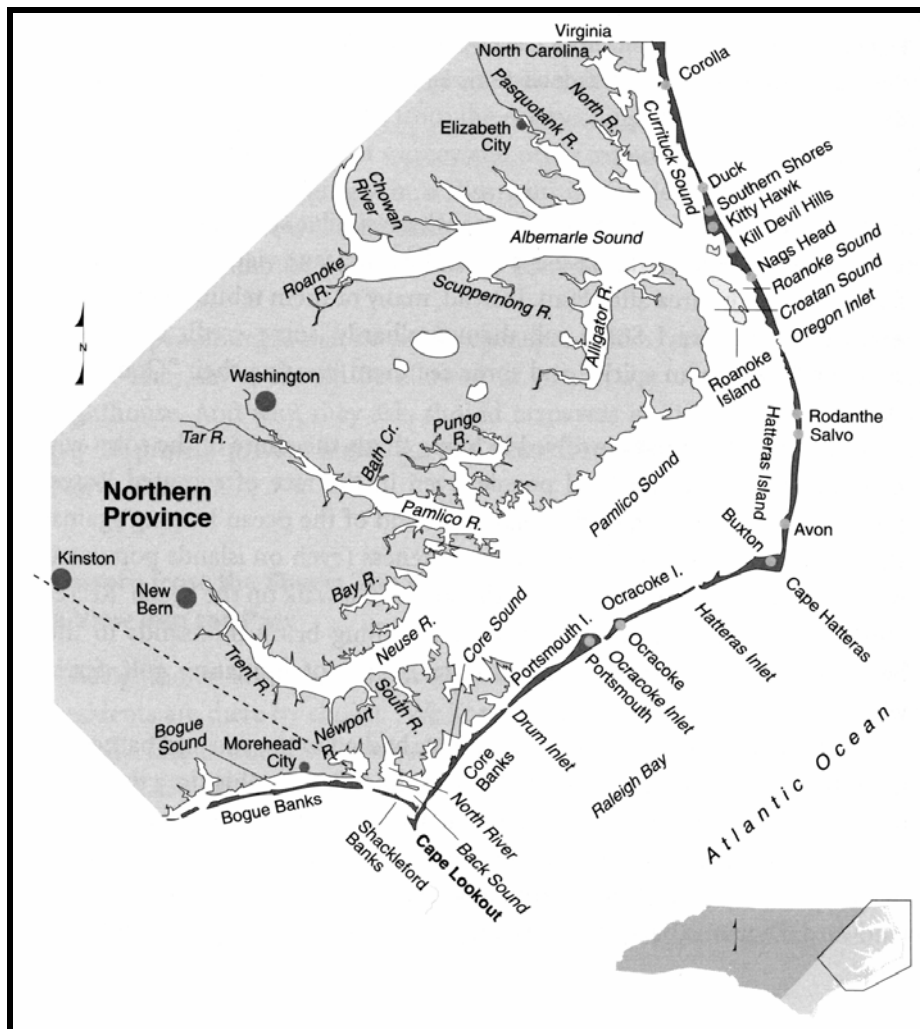 Virginia
North Carolina
Corolla
Pasquotank R.
North R.
Currituck Sound
Elizabeth
City
Duck
Southern Shores
Kitty Hawk
Kill Devil Hills
Nags Head
Roanoke Sound
Croatan Sound
Oregon Inlet
Chowan
River
Albemarle Sound
Roanoke
R.
Scuppernong R.
Alligator R.
Roanoke
Island
N
Washington
Tar R.
Bath Cr.
Pungo
R.
Pamlico R.
Pamlico Sound
Hatteras Island
Rodanthe
Salvo
Avon
Buxton
Cape Hatteras
Northern
Province
Kinston
New
Bern
Bay R.
Neuse R.
Trent R.
South R.
Core Sound
Portsmouth I.
Ocracoke I.
Hatteras Inlet
Ocracoke
Ocracoke Inlet
Portsmouth
Drum Inlet
Core
Banks
Raleigh Bay
Atlantic Ocean
Newport
R.
Bogue
Sound
Morehead
City
Bogue Banks
Shackleford
Banks
Cape Lookout
Back Sound
North River